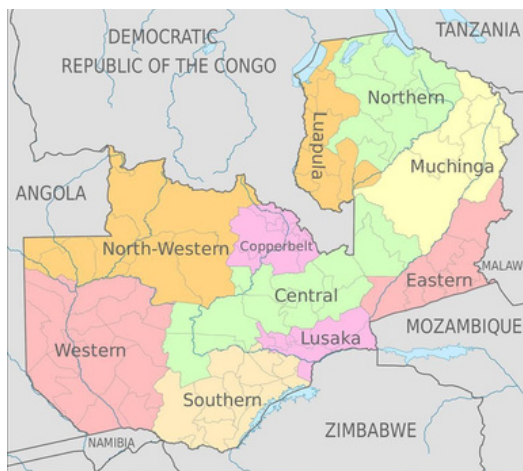 DEMOCRATIC
REPUBLIC OF THE CONGO
TANZANIA
Northern
Luapula
Muchinga
ANGOLA
North-Western
Copperbelt
Eastern
MALAW
Central
MOZAMBIQUE
Lusaka
Western
Southern
ZIMBABWE
NAMIBIA